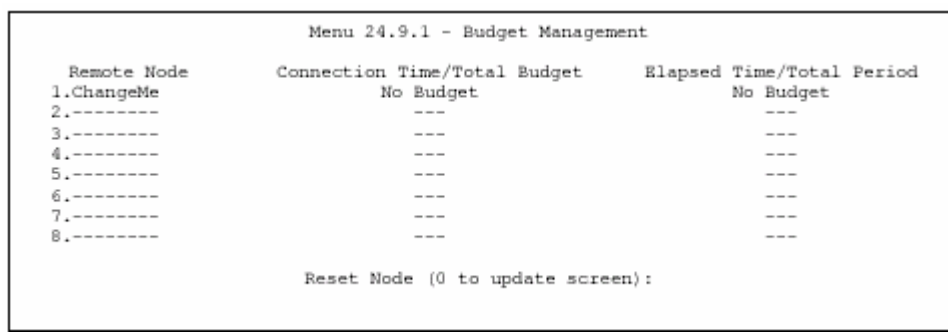 Menu 24.9.1 - Budget Management
Remote Node Connection Time/Total Budget Elapsed Time/Total Period
1.ChangeMe No Budget No Budget
2.-------- --- ---
3.-------- --- ---
4.-------- --- ---
5.-------- --- ---
6.-------- --- ---
7.-------- --- ---
8.-------- --- ---
Reset Node (0 to update screen):